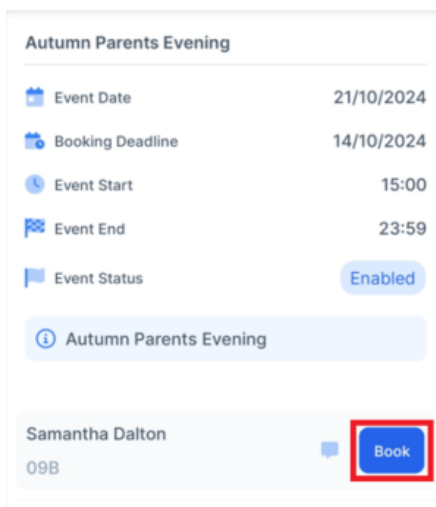 Autumn Parents Evening
Event Date 21/10/2024
Booking Deadline 14/10/2024
Event Start 15:00
Event End 23:59
Event Status Enabled
Autumn Parents Evening
Samantha Dalton
09B
Book